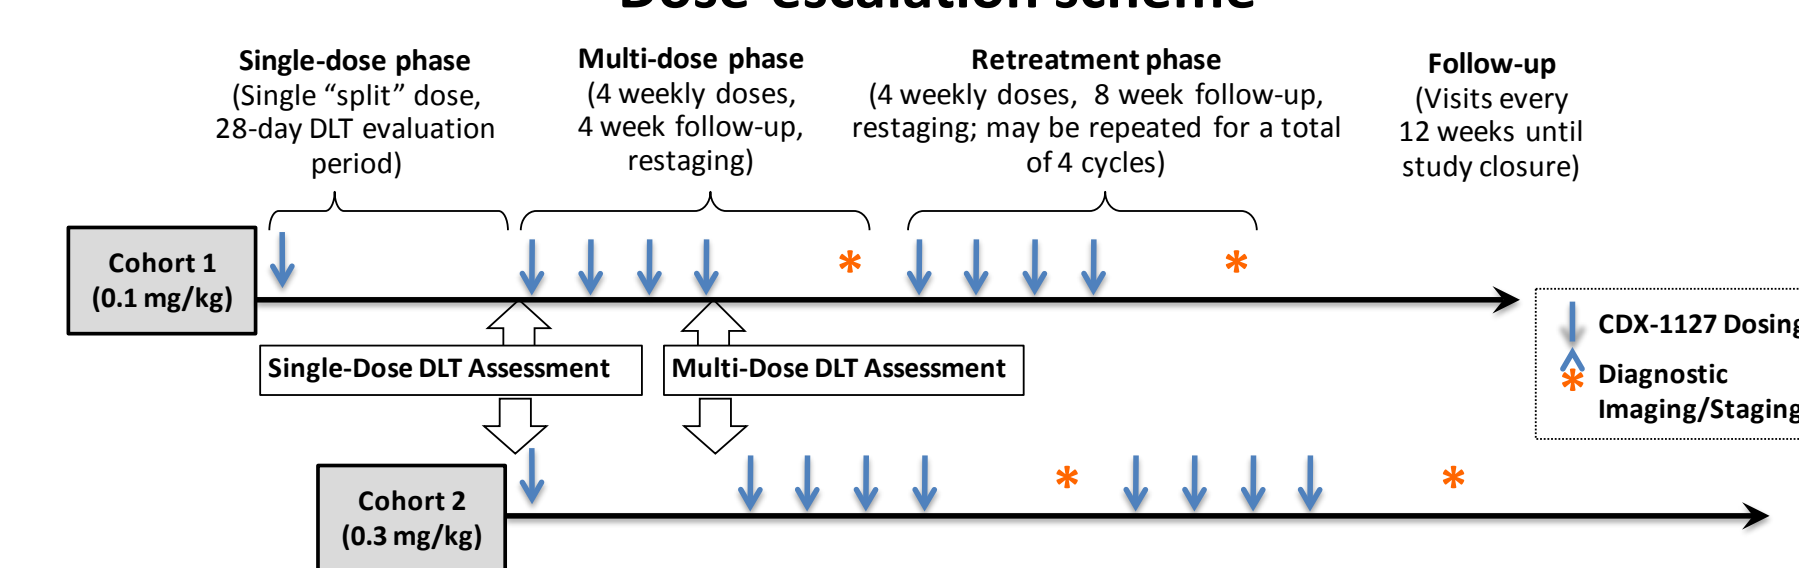 Dose-escalation scheme
Single-dose phase
(Single “split” dose,
28-day DLT evaluation
period)
Multi-dose phase
(4 weekly doses,
4 week follow-up,
restaging)
Retreatment phase
(4 weekly doses, 8 week follow-up,
restaging; may be repeated for a total
of 4 cycles)
Follow-up
(Visits every
12 weeks until
study closure)
Cohort 1
(0.1 mg/kg)
*
*
Single-Dose DLT Assessment
Multi-Dose DLT Assessment
CDX-1127 Dosing
* Diagnostic
Imaging/Staging
Cohort 2
(0.3 mg/kg)
*
*